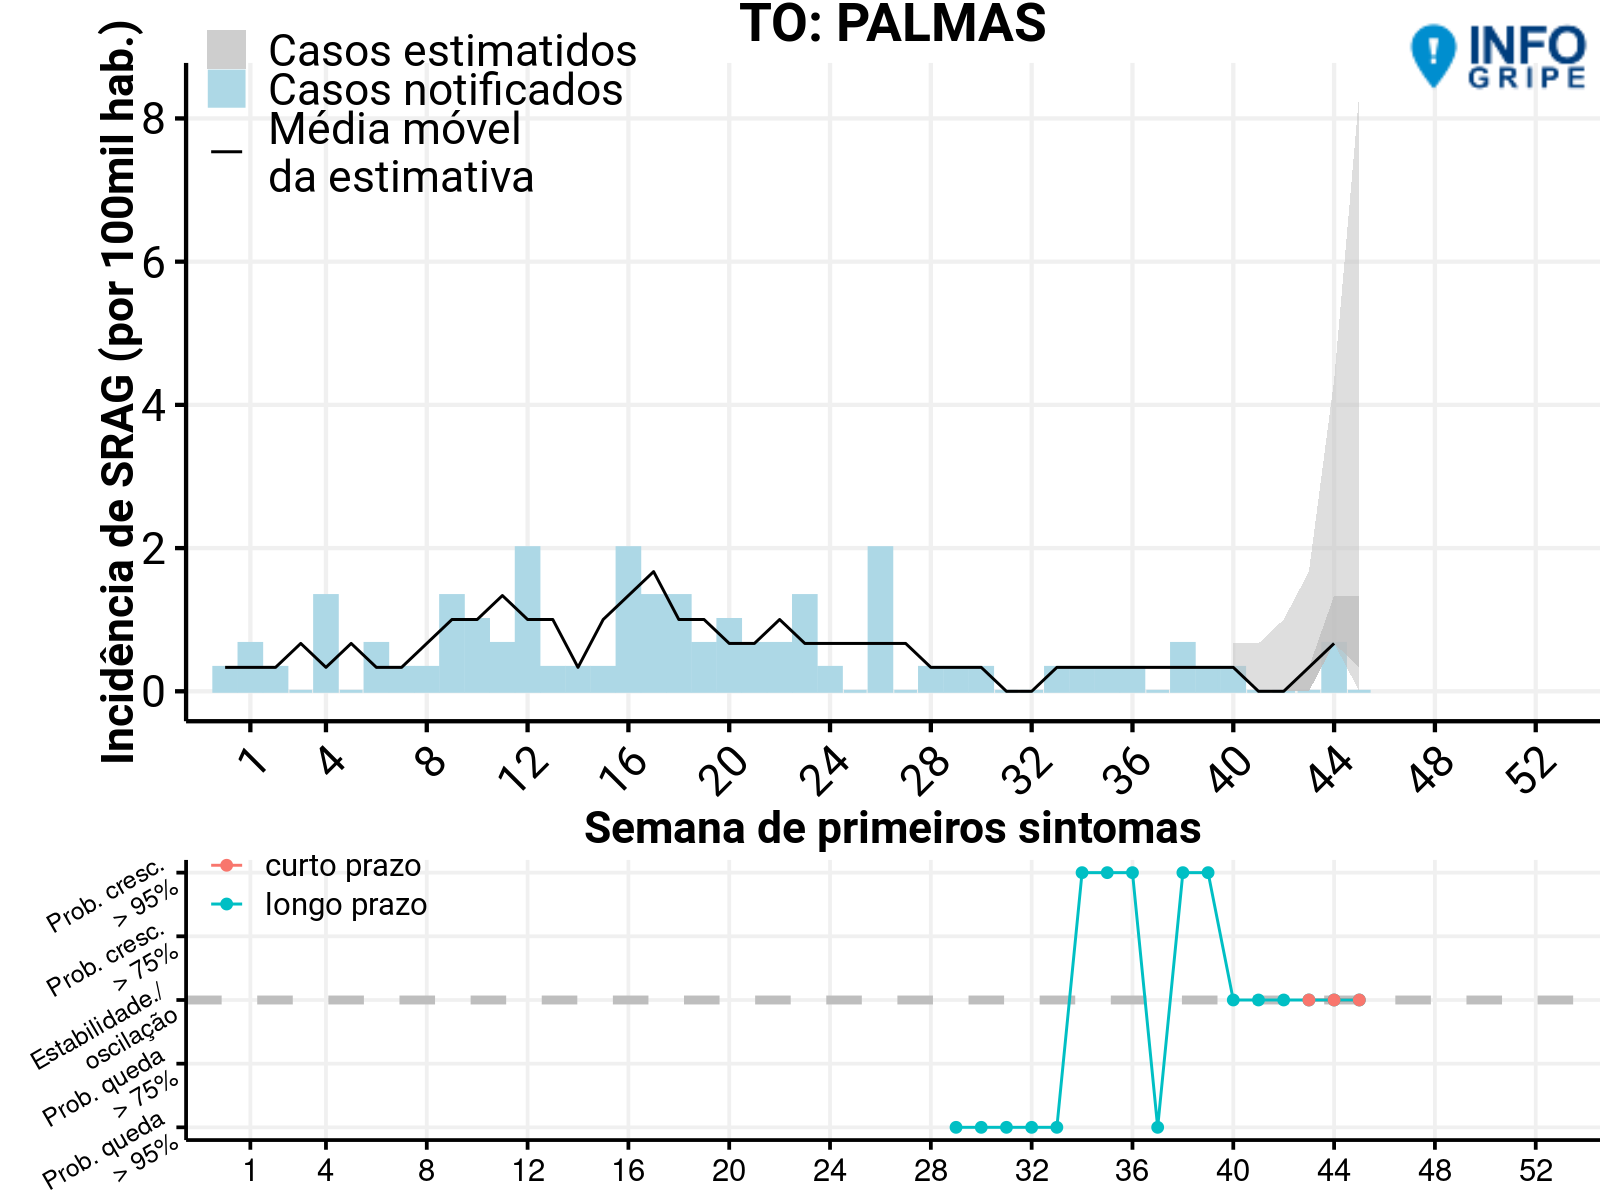 TO: PALMAS
INFO
GRIPE
Casos estimatidos
Casos notificados
Média móvel
da estimativa
Incidência de SRAG (por 100mil hab.)
8
6
4
2
0
1 4 8 12 16 20 24 28 32 36 40 44 48 52
Semana de primeiros sintomas
curto prazo
longo prazo
Prob. cresc.
> 95%
Prob. cresc.
> 75%
Estabilidade./
oscilação
Prob. queda
> 75%
Prob. queda
> 95%
1 4 8 12 16 20 24 28 32 36 40 44 48 52